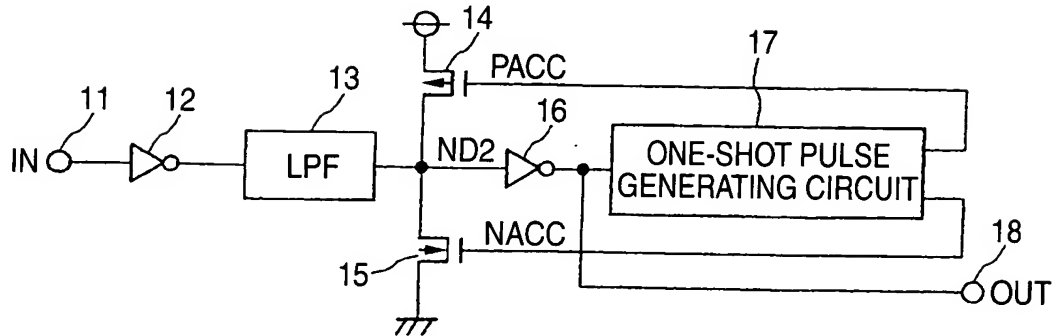 14
PACC
17
11
12
13
16
IN
LPF
ND2
ONE-SHOT PULSE
GENERATING CIRCUIT
NACC
15
18
OUT